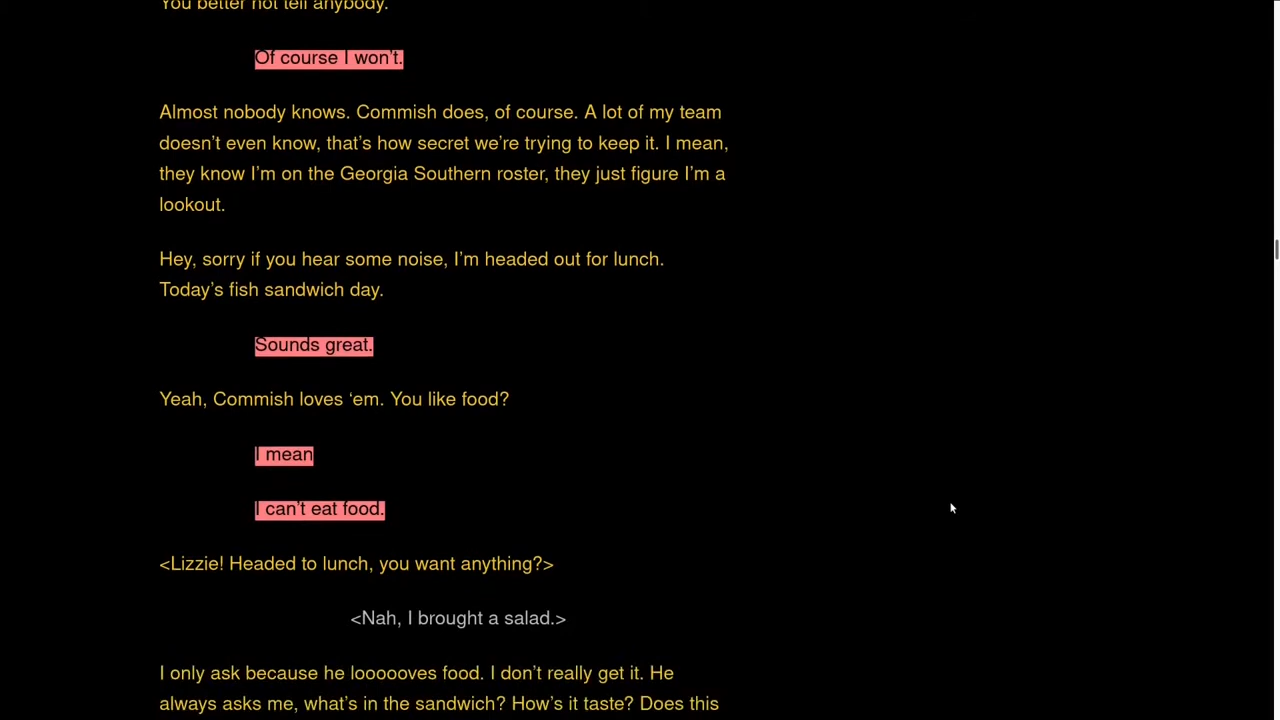 You better not tell anybody.
Of course I won't.
Almost nobody knows. Commish does, of course. A lot of my team
doesn't even know, that's how secret we're trying to keep it. I mean,
they know I'm on the Georgia Southern roster, they just figure I'm a
lookout.
Hey, sorry if you hear some noise, I'm headed out for lunch.
Today's fish sandwich day.
Sounds great.
Yeah, Commish loves ‘em. You like food?
I mean
I can't eat food.
<Lizzie! Headed to lunch, you want anything?>
<Nah, I brought a salad.>
I only ask because he loooooves food. I don't really get it. He
always asks me, what's in the sandwich? How's it taste? Does this